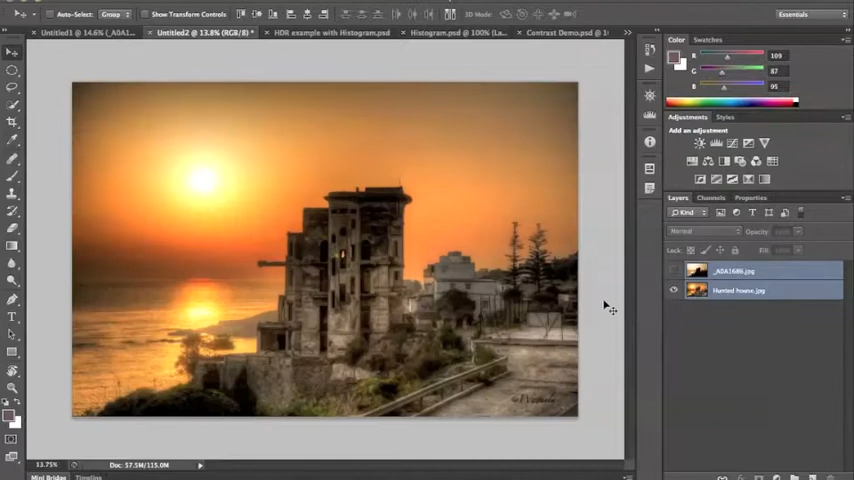 Auto-Select: Group Show Transform Controls 3D Mode: Essentials
Untitled1 @ 14.6% (_A0A1...
Untitled2 @ 13.8% (RGB/8) *
HDR example with Histogram.psd
Histogram.psd @ 100% (La...
Contrast Demo.psd @ 1
Color Swatches
R 109
G 87
B 95
Adjustments Styles
Add an adjustment
Layers Channels Properties
Kind
Normal Opacity:
Lock: Fill:
_A0A1686.jpg
Hunted house.jpg
13.75% Doc: 57.5M/115.0M
Mini Bridge Timeline